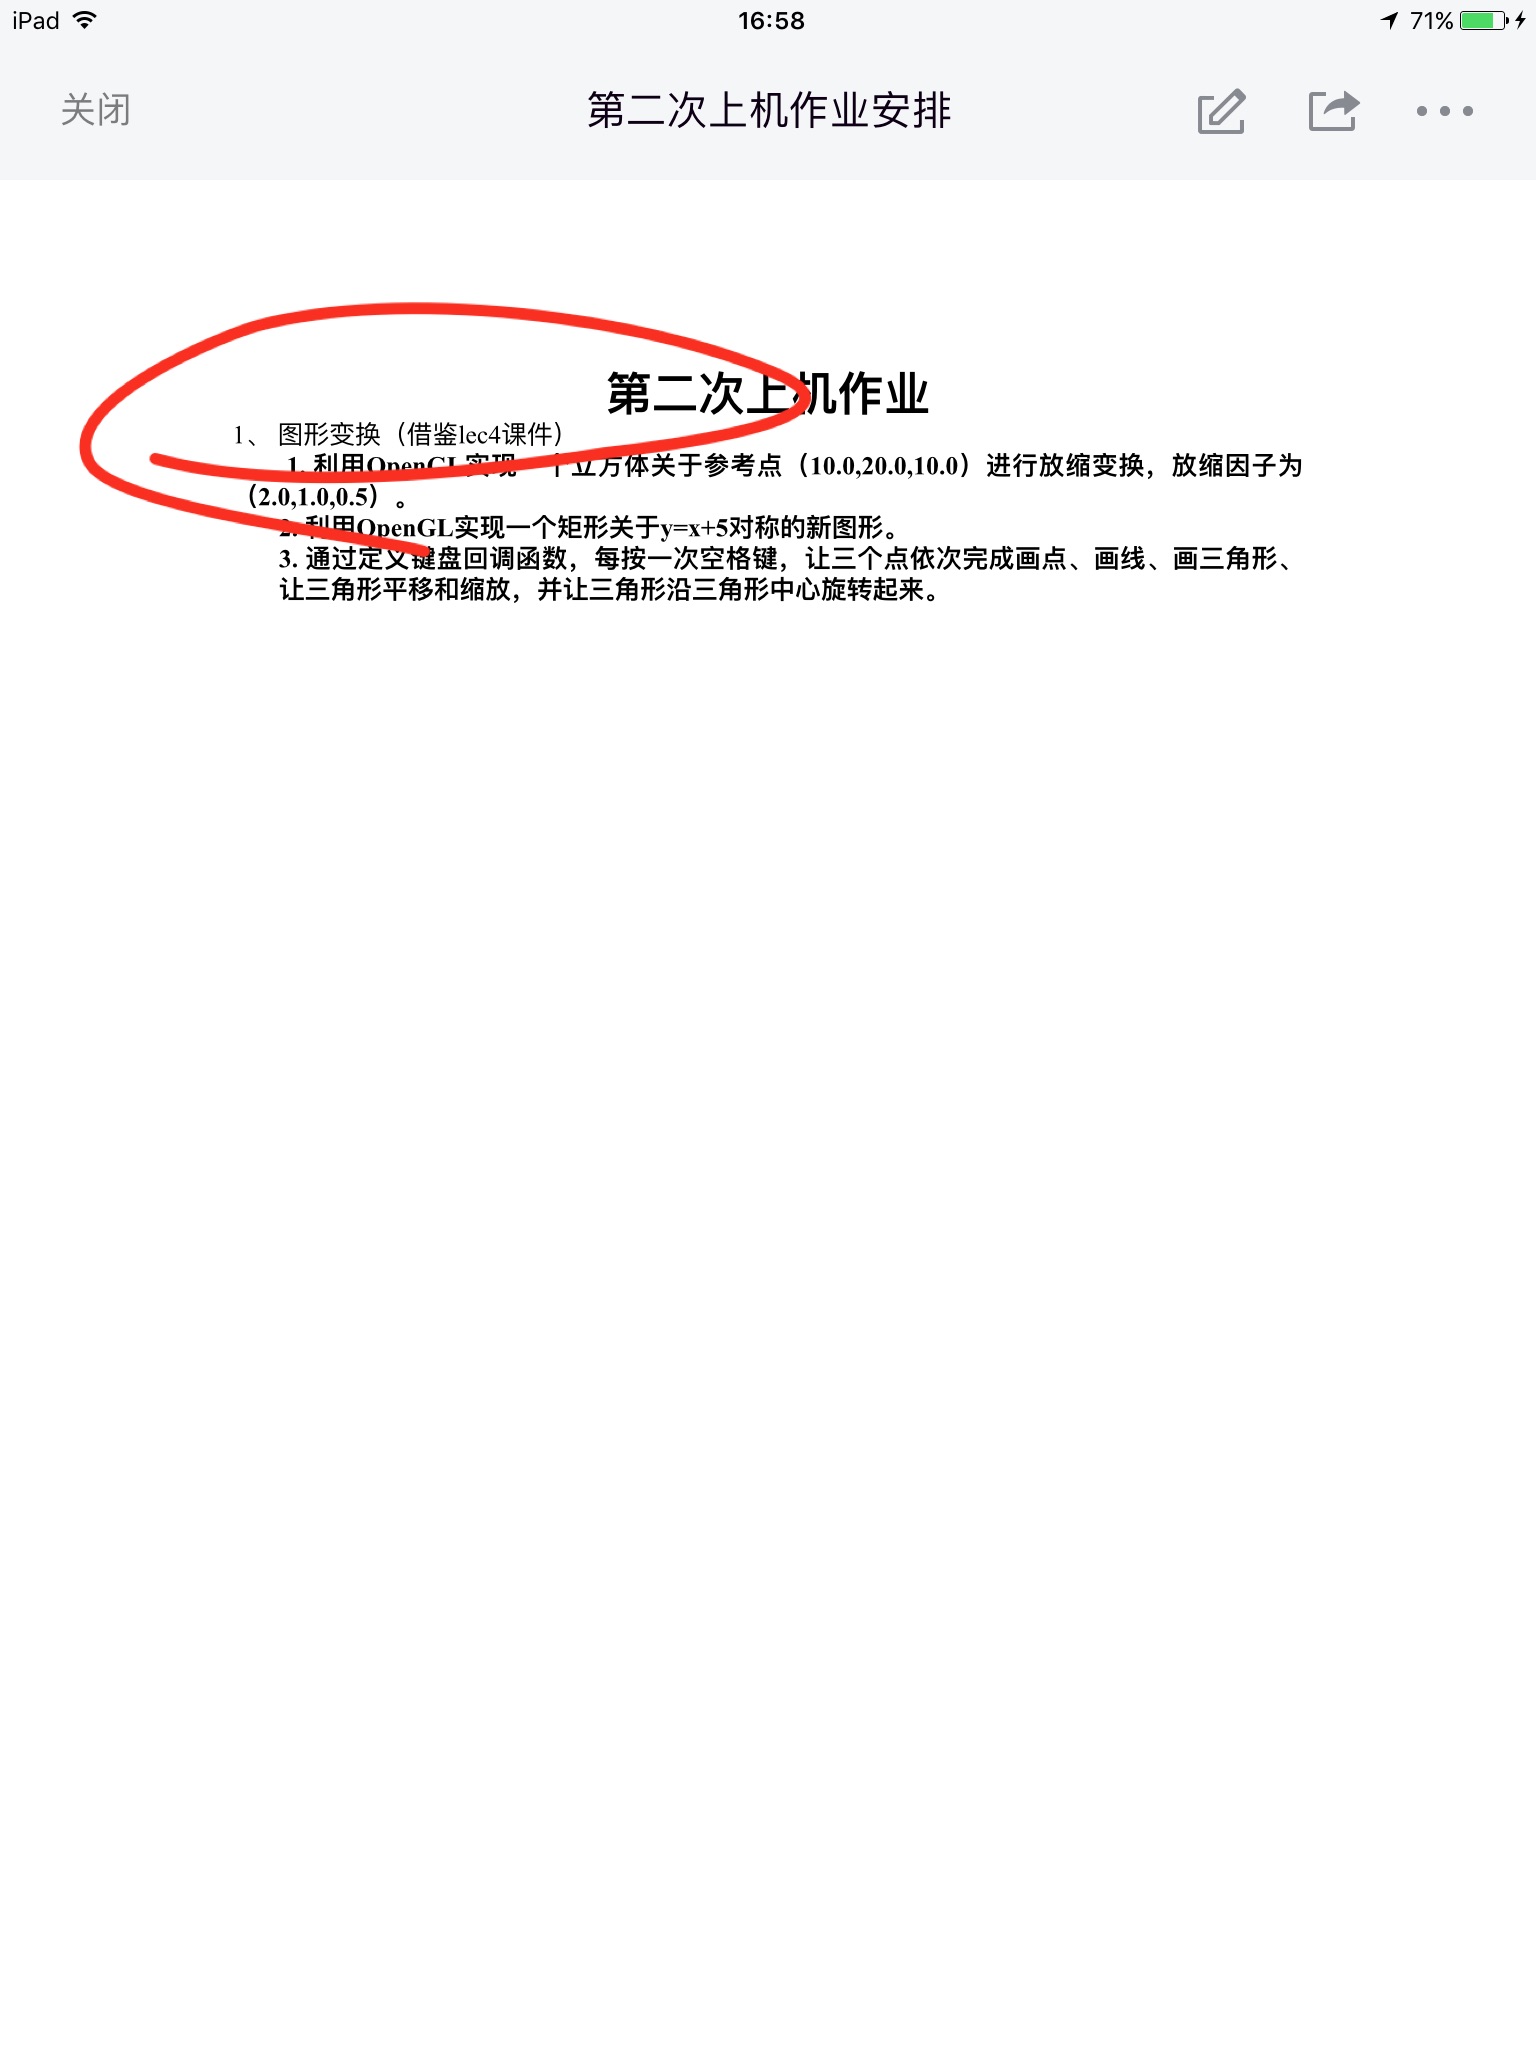 iPad 16:58 71%
关闭 第二次上机作业安排
第二次上机作业
1、 图形变换（借鉴lec4课件）
1. 利用OpenGL实现一个立方体关于参考点（10.0,20.0,10.0）进行放缩变换，放缩因子为
（2.0,1.0,0.5）。
2. 利用OpenGL实现一个矩形关于y=x+5对称的新图形。
3. 通过定义键盘回调函数，每按一次空格键，让三个点依次完成画点、画线、画三角形、
让三角形平移和缩放，并让三角形沿三角形中心旋转起来。